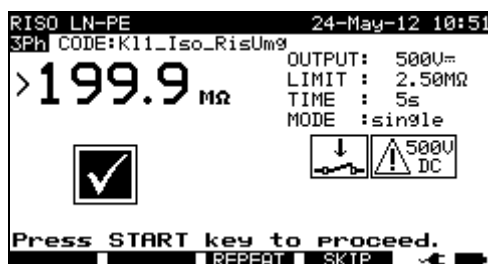 RISO LN-PE 24-May-12 10:51
3Ph CODE:Kl1_Iso_RisUmg
OUTPUT: 500V⎓
>199.9 MΩ
LIMIT : 2.50MΩ
TIME : 5s
MODE :single
500V
DC
Press START key to proceed.
REPEAT SKIP